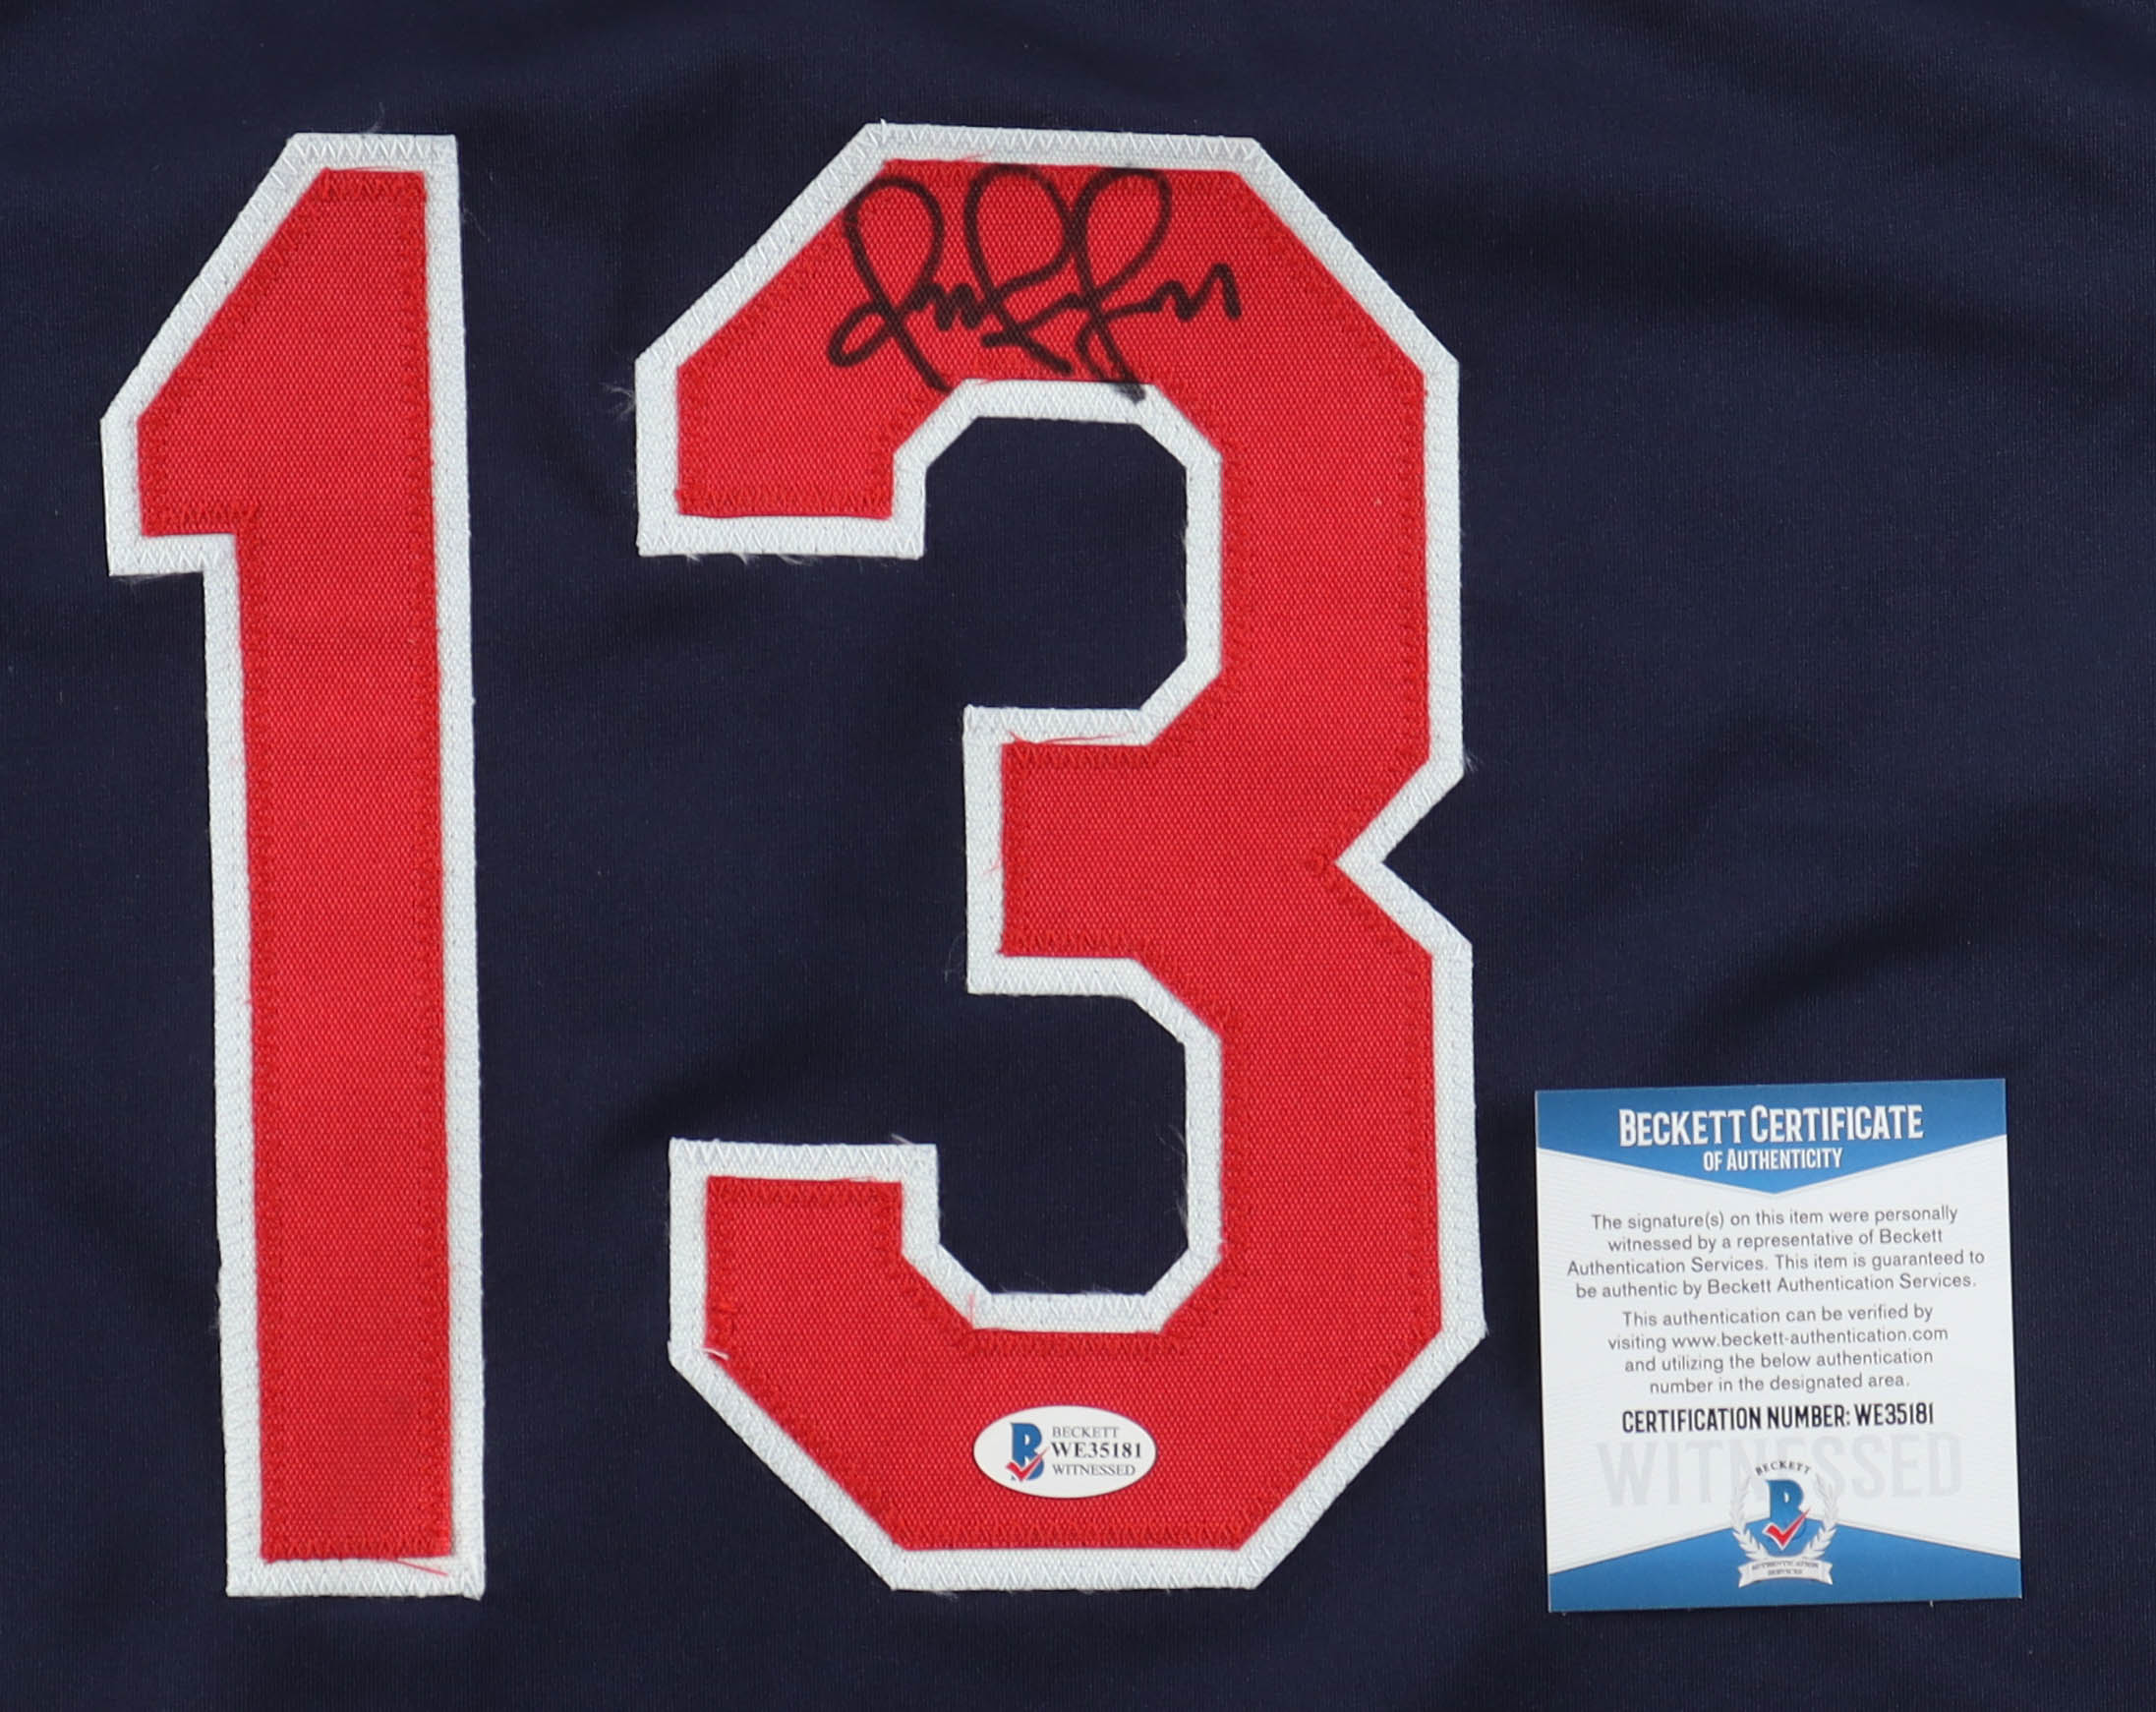 13
BECKETT
WE35181
WITNESSED
BECKETT CERTIFICATE
OF AUTHENTICITY
The signature(s) on this item were personally
witnessed by a representative of Beckett
Authentication Services. This item is guaranteed to
be authentic by Beckett Authentication Services.
This authentication can be verified by
visiting www.beckett-authentication.com
and utilizing the below authentication
number in the designated area.
CERTIFICATION NUMBER: WE35181
WITNESSED
BECKETT
B
AUTHENTICATION
SERVICES